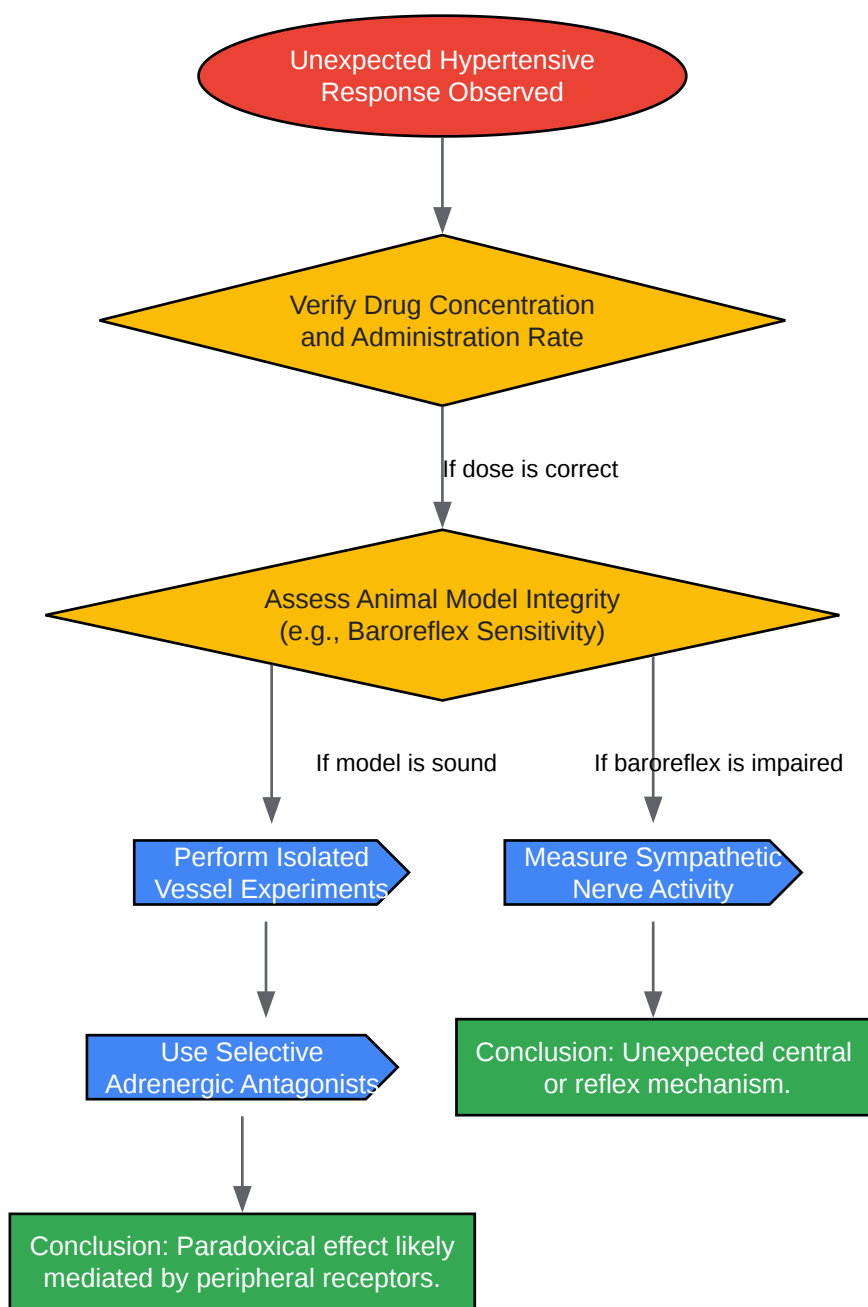 Unexpected Hypertensive
Response Observed
Verify Drug Concentration
and Administration Rate
If dose is correct
Assess Animal Model Integrity
(e.g., Baroreflex Sensitivity)
If model is sound
If baroreflex is impaired
Perform Isolated
Vessel Experiments
Measure Sympathetic
Nerve Activity
Use Selective
Adrenergic Antagonists
Conclusion: Unexpected central
or reflex mechanism.
Conclusion: Paradoxical effect likely
mediated by peripheral receptors.